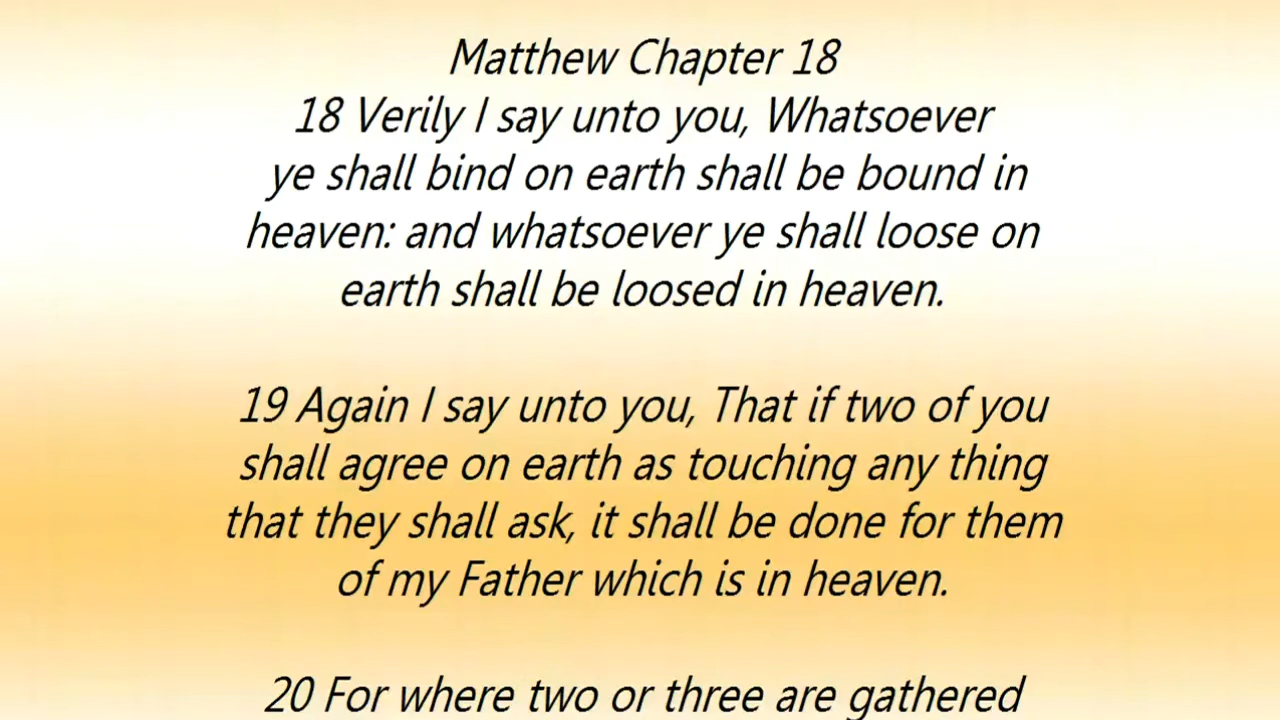 Matthew Chapter 18
18 Verily I say unto you, Whatsoever
ye shall bind on earth shall be bound in
heaven: and whatsoever ye shall loose on
earth shall be loosed in heaven.
19 Again I say unto you, That if two of you
shall agree on earth as touching any thing
that they shall ask, it shall be done for them
of my Father which is in heaven.
20 For where two or three are gathered